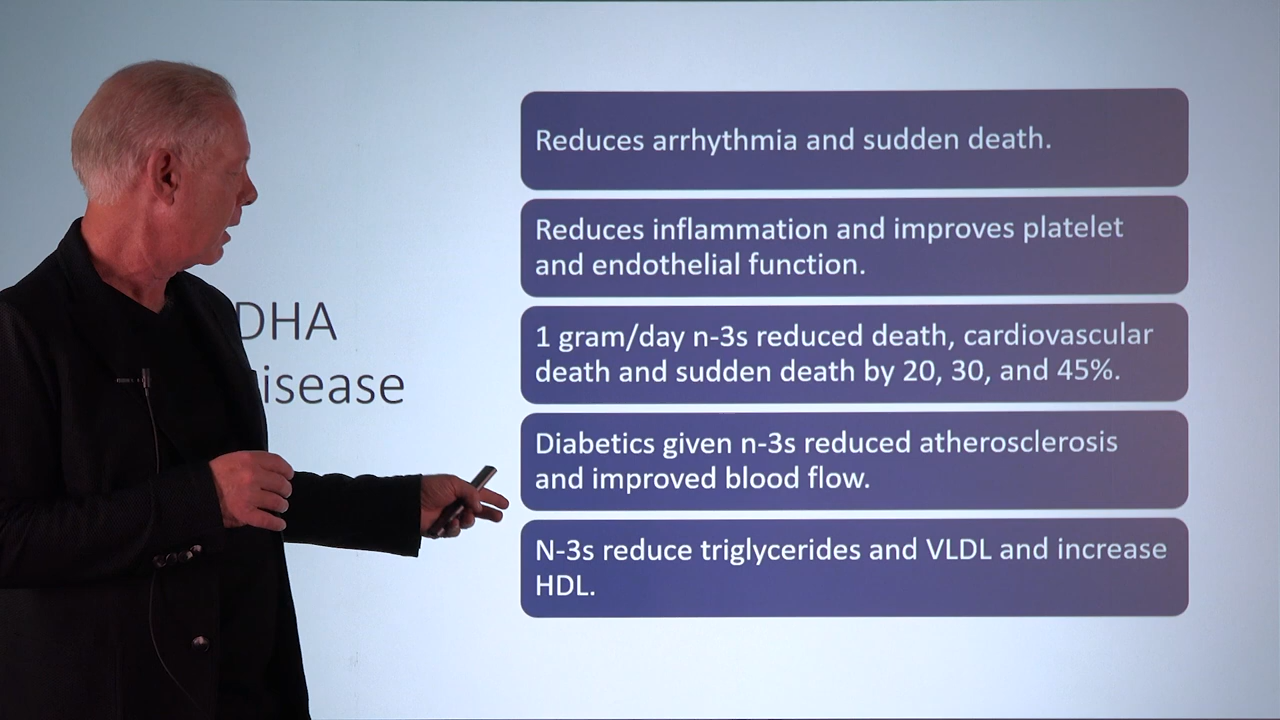 DHA
isease
Reduces arrhythmia and sudden death.
Reduces inflammation and improves platelet
and endothelial function.
1 gram/day n-3s reduced death, cardiovascular
death and sudden death by 20, 30, and 45%.
Diabetics given n-3s reduced atherosclerosis
and improved blood flow.
N-3s reduce triglycerides and VLDL and increase
HDL.